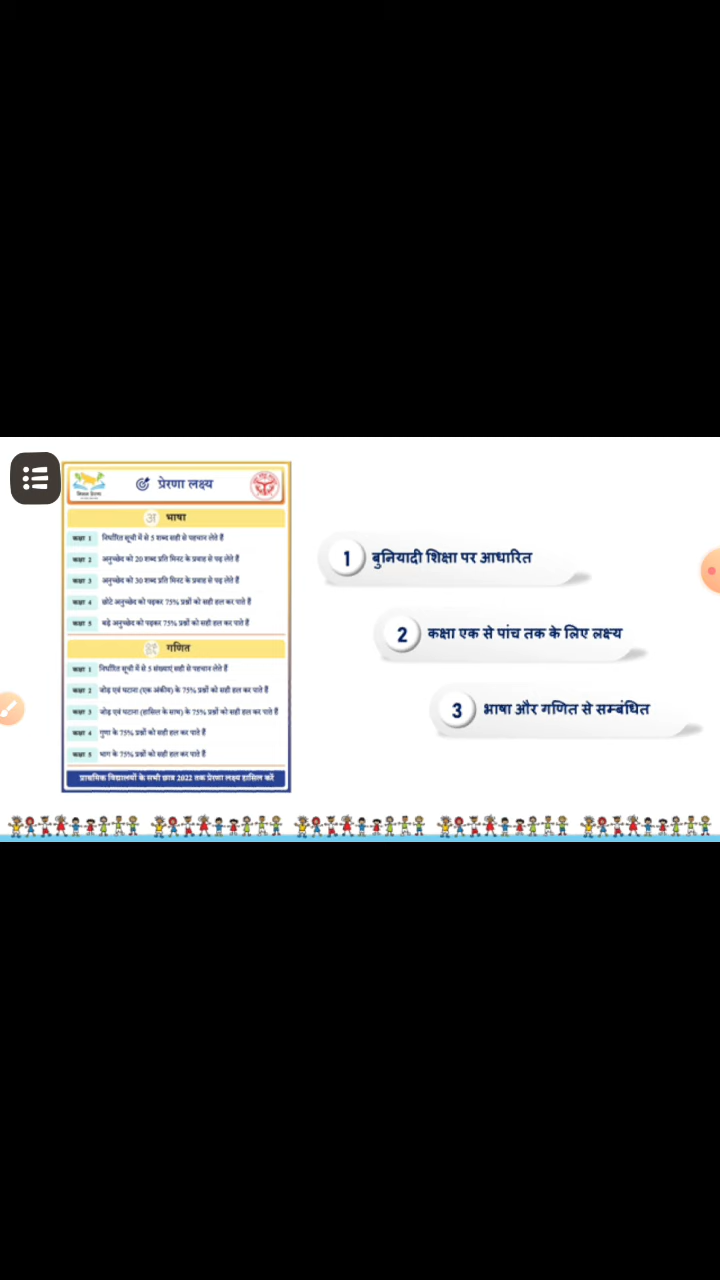 प्रेरणा लक्ष्य
अ भाषा
कक्षा 1 निर्धारित सूची में से 5 शब्द सही से पहचान लेते हैं
कक्षा 2 अनुच्छेद को 20 शब्द प्रति मिनट के प्रवाह से पढ़ लेते हैं
कक्षा 3 अनुच्छेद को 30 शब्द प्रति मिनट के प्रवाह से पढ़ लेते हैं
कक्षा 4 छोटे अनुच्छेद को पढ़कर 75% प्रश्नों को सही हल कर पाते हैं
कक्षा 5 बड़े अनुच्छेद को पढ़कर 75% प्रश्नों को सही हल कर पाते हैं
गणित
कक्षा 1 निर्धारित सूची में से 5 संख्याएं सही से पहचान लेते हैं
कक्षा 2 जोड़ एवं घटाना (एक अंकीय) के 75% प्रश्नों को सही हल कर पाते हैं
कक्षा 3 जोड़ एवं घटाना (हासिल के साथ) के 75% प्रश्नों को सही हल कर पाते हैं
कक्षा 4 गुणा के 75% प्रश्नों को सही हल कर पाते हैं
कक्षा 5 भाग के 75% प्रश्नों को सही हल कर पाते हैं
प्राथमिक विद्यालयों के सभी छात्र 2022 तक प्रेरणा लक्ष्य हासिल करें
1 बुनियादी शिक्षा पर आधारित
2 कक्षा एक से पांच तक के लिए लक्ष्य
3 भाषा और गणित से सम्बंधित